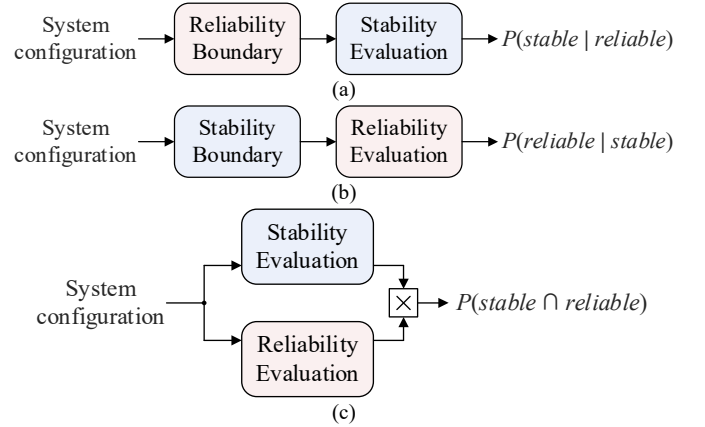 System
configuration
Reliability
Boundary
Stability
Evaluation
P(stable | reliable)
(a)
System
configuration
Stability
Boundary
Reliability
Evaluation
P(reliable | stable)
(b)
System
configuration
Stability
Evaluation
Reliability
Evaluation
×
P(stable ∩ reliable)
(c)